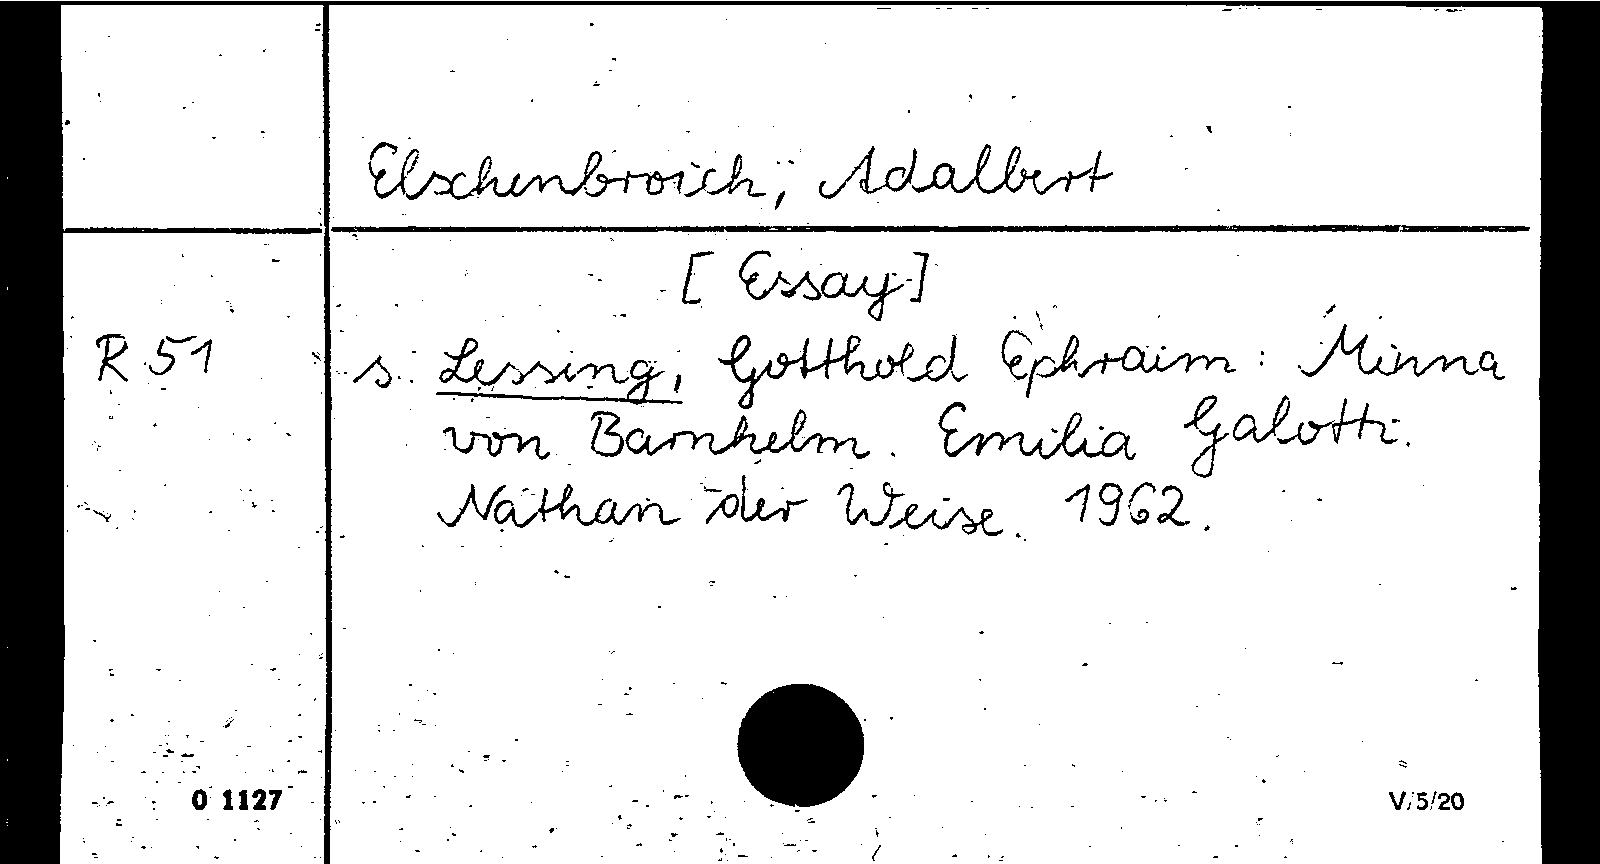 Elschenbroich, Adalbert
[Essay]
R 51
s. Lessing, Gotthold Ephraim: Minna
von Barnhelm. Emilia Galotti.
Nathan der Weise. 1962.
0 1127
V/5/20